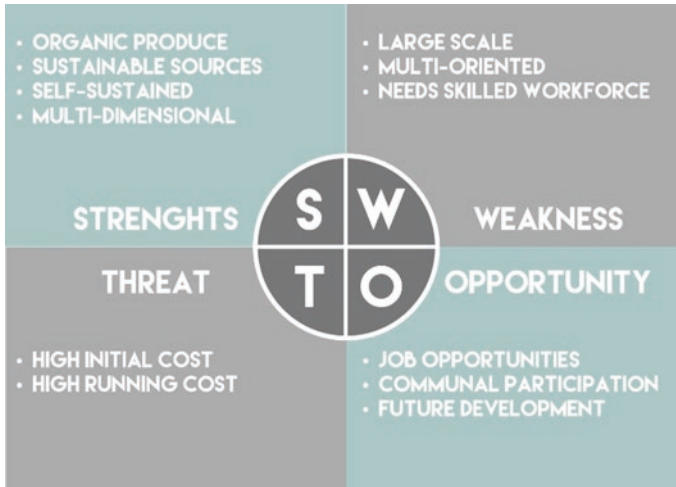 • ORGANIC PRODUCE
• SUSTAINABLE SOURCES
• SELF-SUSTAINED
• MULTI-DIMENSIONAL
STRENGHTS
• LARGE SCALE
• MULTI-ORIENTED
• NEEDS SKILLED WORKFORCE
WEAKNESS
S W
T O
THREAT
• HIGH INITIAL COST
• HIGH RUNNING COST
OPPORTUNITY
• JOB OPPORTUNITIES
• COMMUNAL PARTICIPATION
• FUTURE DEVELOPMENT